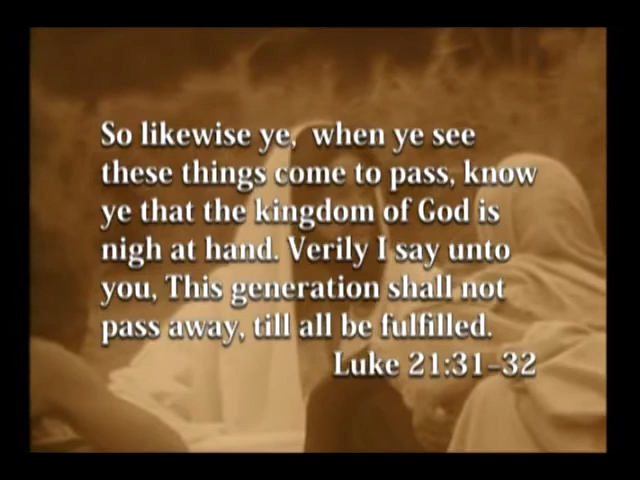 So likewise ye, when ye see
these things come to pass, know
ye that the kingdom of God is
nigh at hand. Verily I say unto
you, This generation shall not
pass away, till all be fulfilled.
Luke 21:31-32